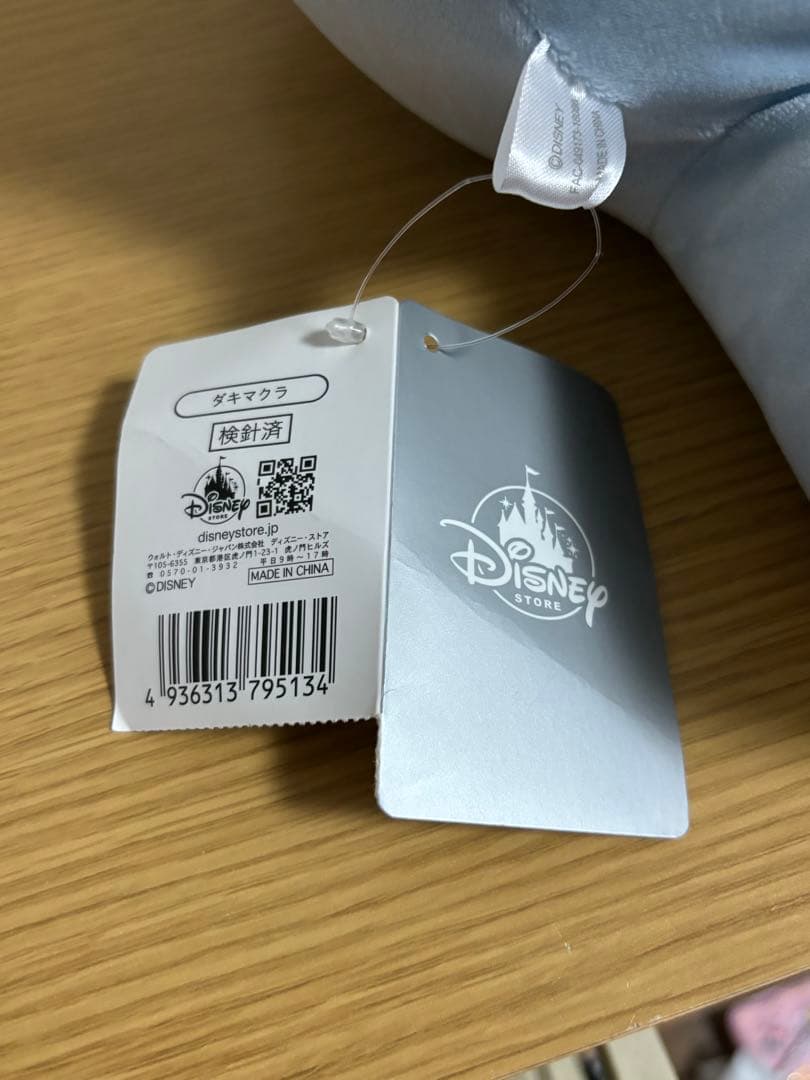 ©DISNEY
MADE IN CHINA
ダキマクラ
検針済
Disney
STORE
disneystore.jp
ウォルト・ディズニー・ジャパン株式会社 ディズニー・ストア
〒105-6355 東京都港区虎ノ門1-23-1 虎ノ門ヒルズ
☎ 0570-01-3932 平日9時～17時
©DISNEY MADE IN CHINA
4 936313 795134
Disney
STORE